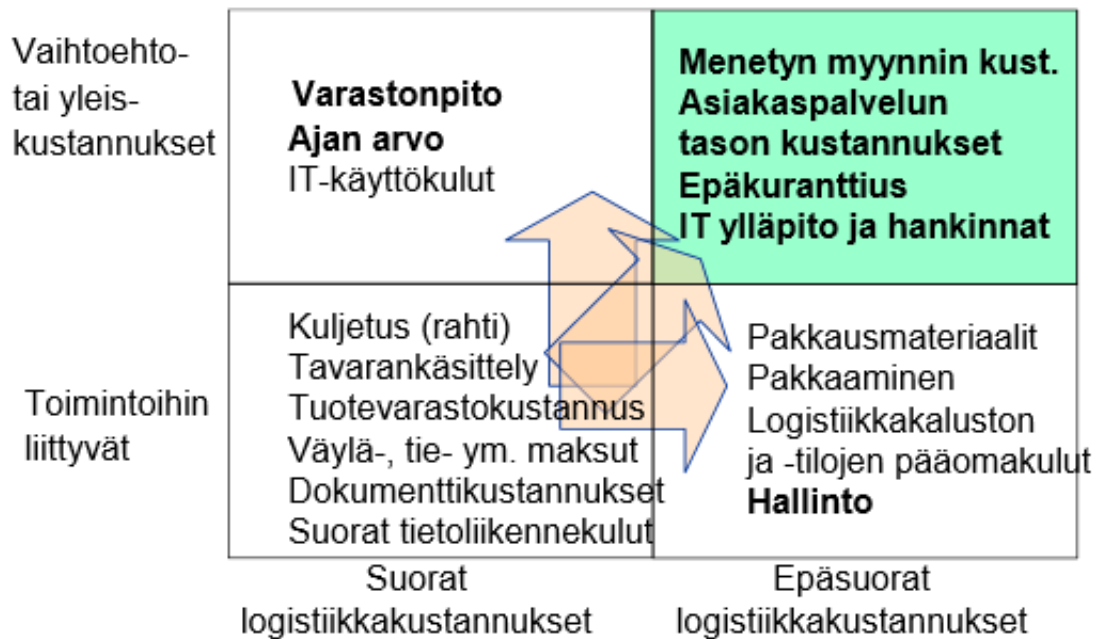 Vaihtoehto-
tai yleis-
kustannukset
Varastonpito
Ajan arvo
IT-käyttökulut
Menetyn myynnin kust.
Asiakaspalvelun
tason kustannukset
Epäkuranttius
IT ylläpito ja hankinnat
Toimintoihin
liittyvät
Kuljetus (rahti)
Tavarankäsittely
Tuotevarastokustannus
Väylä-, tie- ym. maksut
Dokumenttikustannukset
Suorat tietoliikennekulut
Pakkausmateriaalit
Pakkaaminen
Logistiikkakaluston
ja -tilojen pääomakulut
Hallinto
Suorat
logistiikkakustannukset
Epäsuorat
logistiikkakustannukset